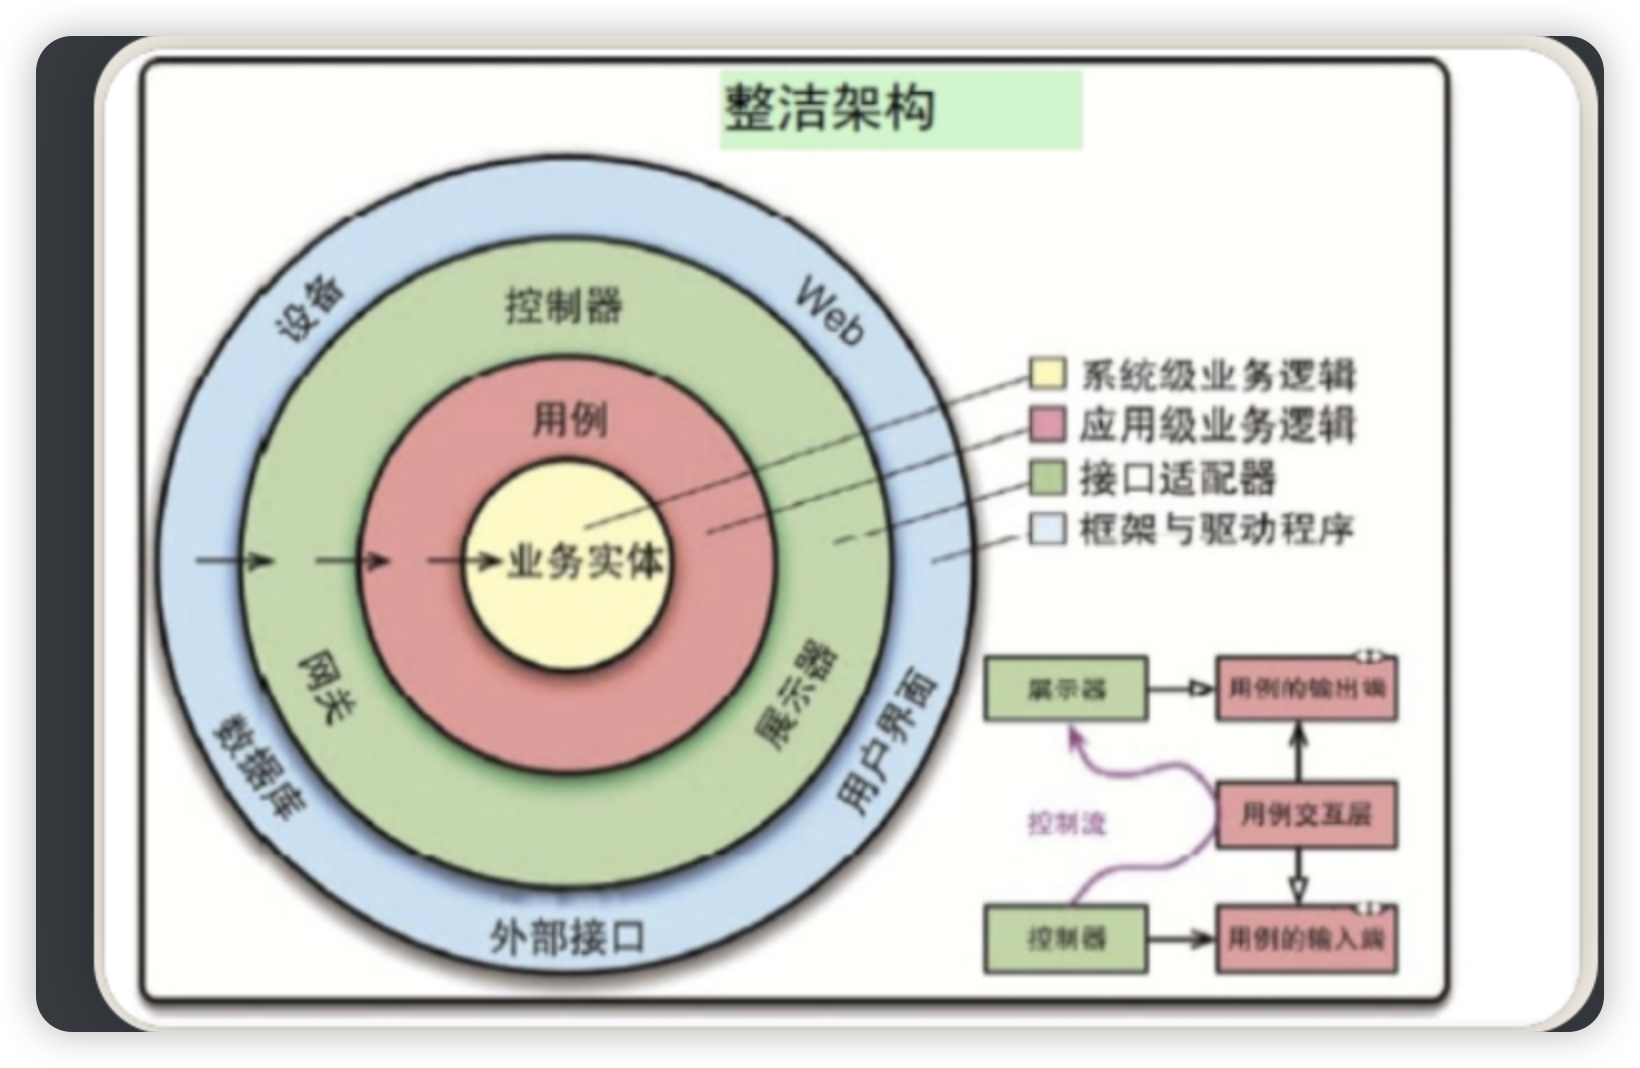 整洁架构
设备
控制器
Web
用例
业务实体
网关
展示器
数据库
用户界面
外部接口
系统级业务逻辑
应用级业务逻辑
接口适配器
框架与驱动程序
展示器
用例的输出端
控制流
用例交互层
控制器
用例的输入端